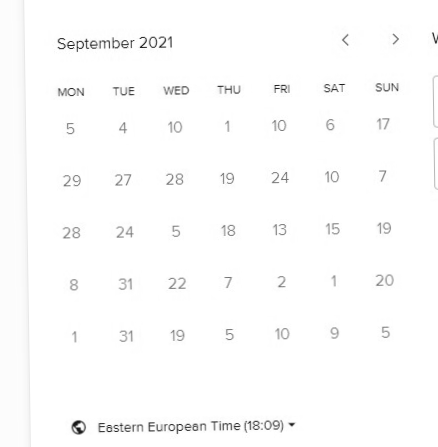 September 2021
MON TUE WED THU FRI SAT SUN
5 4 10 1 10 6 17
29 27 28 19 24 10 7
28 24 5 18 13 15 19
8 31 22 7 2 1 20
1 31 19 5 10 9 5
Eastern European Time (18:09)